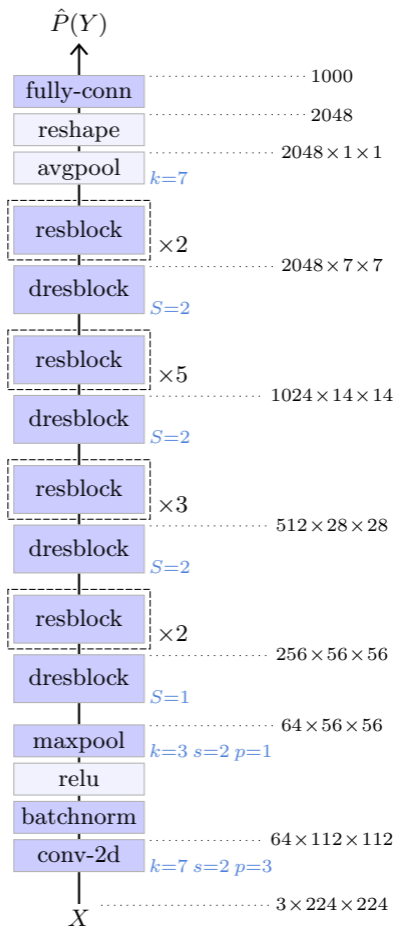 P̂(Y)
fully-conn
1000
reshape
2048
avgpool
2048×1×1
k=7
resblock
×2
dresblock
2048×7×7
S=2
resblock
×5
dresblock
1024×14×14
S=2
resblock
×3
dresblock
512×28×28
S=2
resblock
×2
dresblock
256×56×56
S=1
maxpool
64×56×56
k=3 s=2 p=1
relu
batchnorm
conv-2d
64×112×112
k=7 s=2 p=3
X
3×224×224